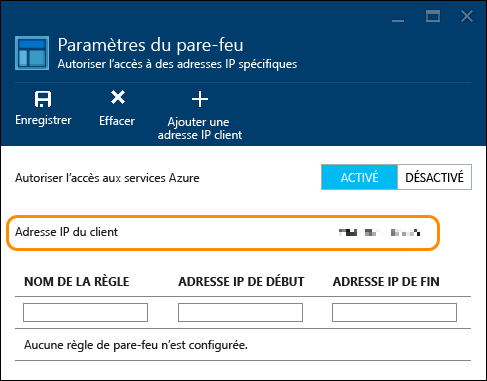 Paramètres du pare-feu
Autoriser l'accès à des adresses IP spécifiques
Enregistrer
Effacer
Ajouter une
adresse IP client
Autoriser l'accès aux services Azure
ACTIVÉ
DÉSACTIVÉ
Adresse IP du client
NOM DE LA RÈGLE
ADRESSE IP DE DÉBUT
ADRESSE IP DE FIN
Aucune règle de pare-feu n'est configurée.